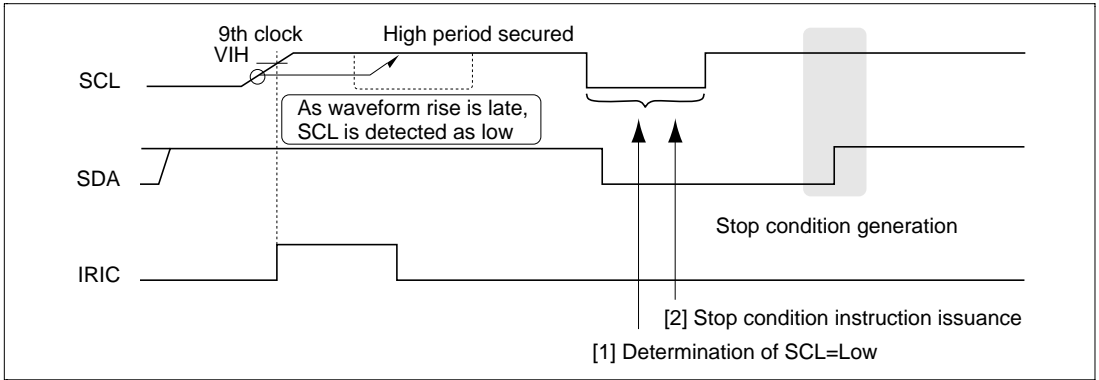 9th clock
High period secured
VIH
SCL
As waveform rise is late,
SCL is detected as low
SDA
Stop condition generation
IRIC
[2] Stop condition instruction issuance
[1] Determination of SCL=Low